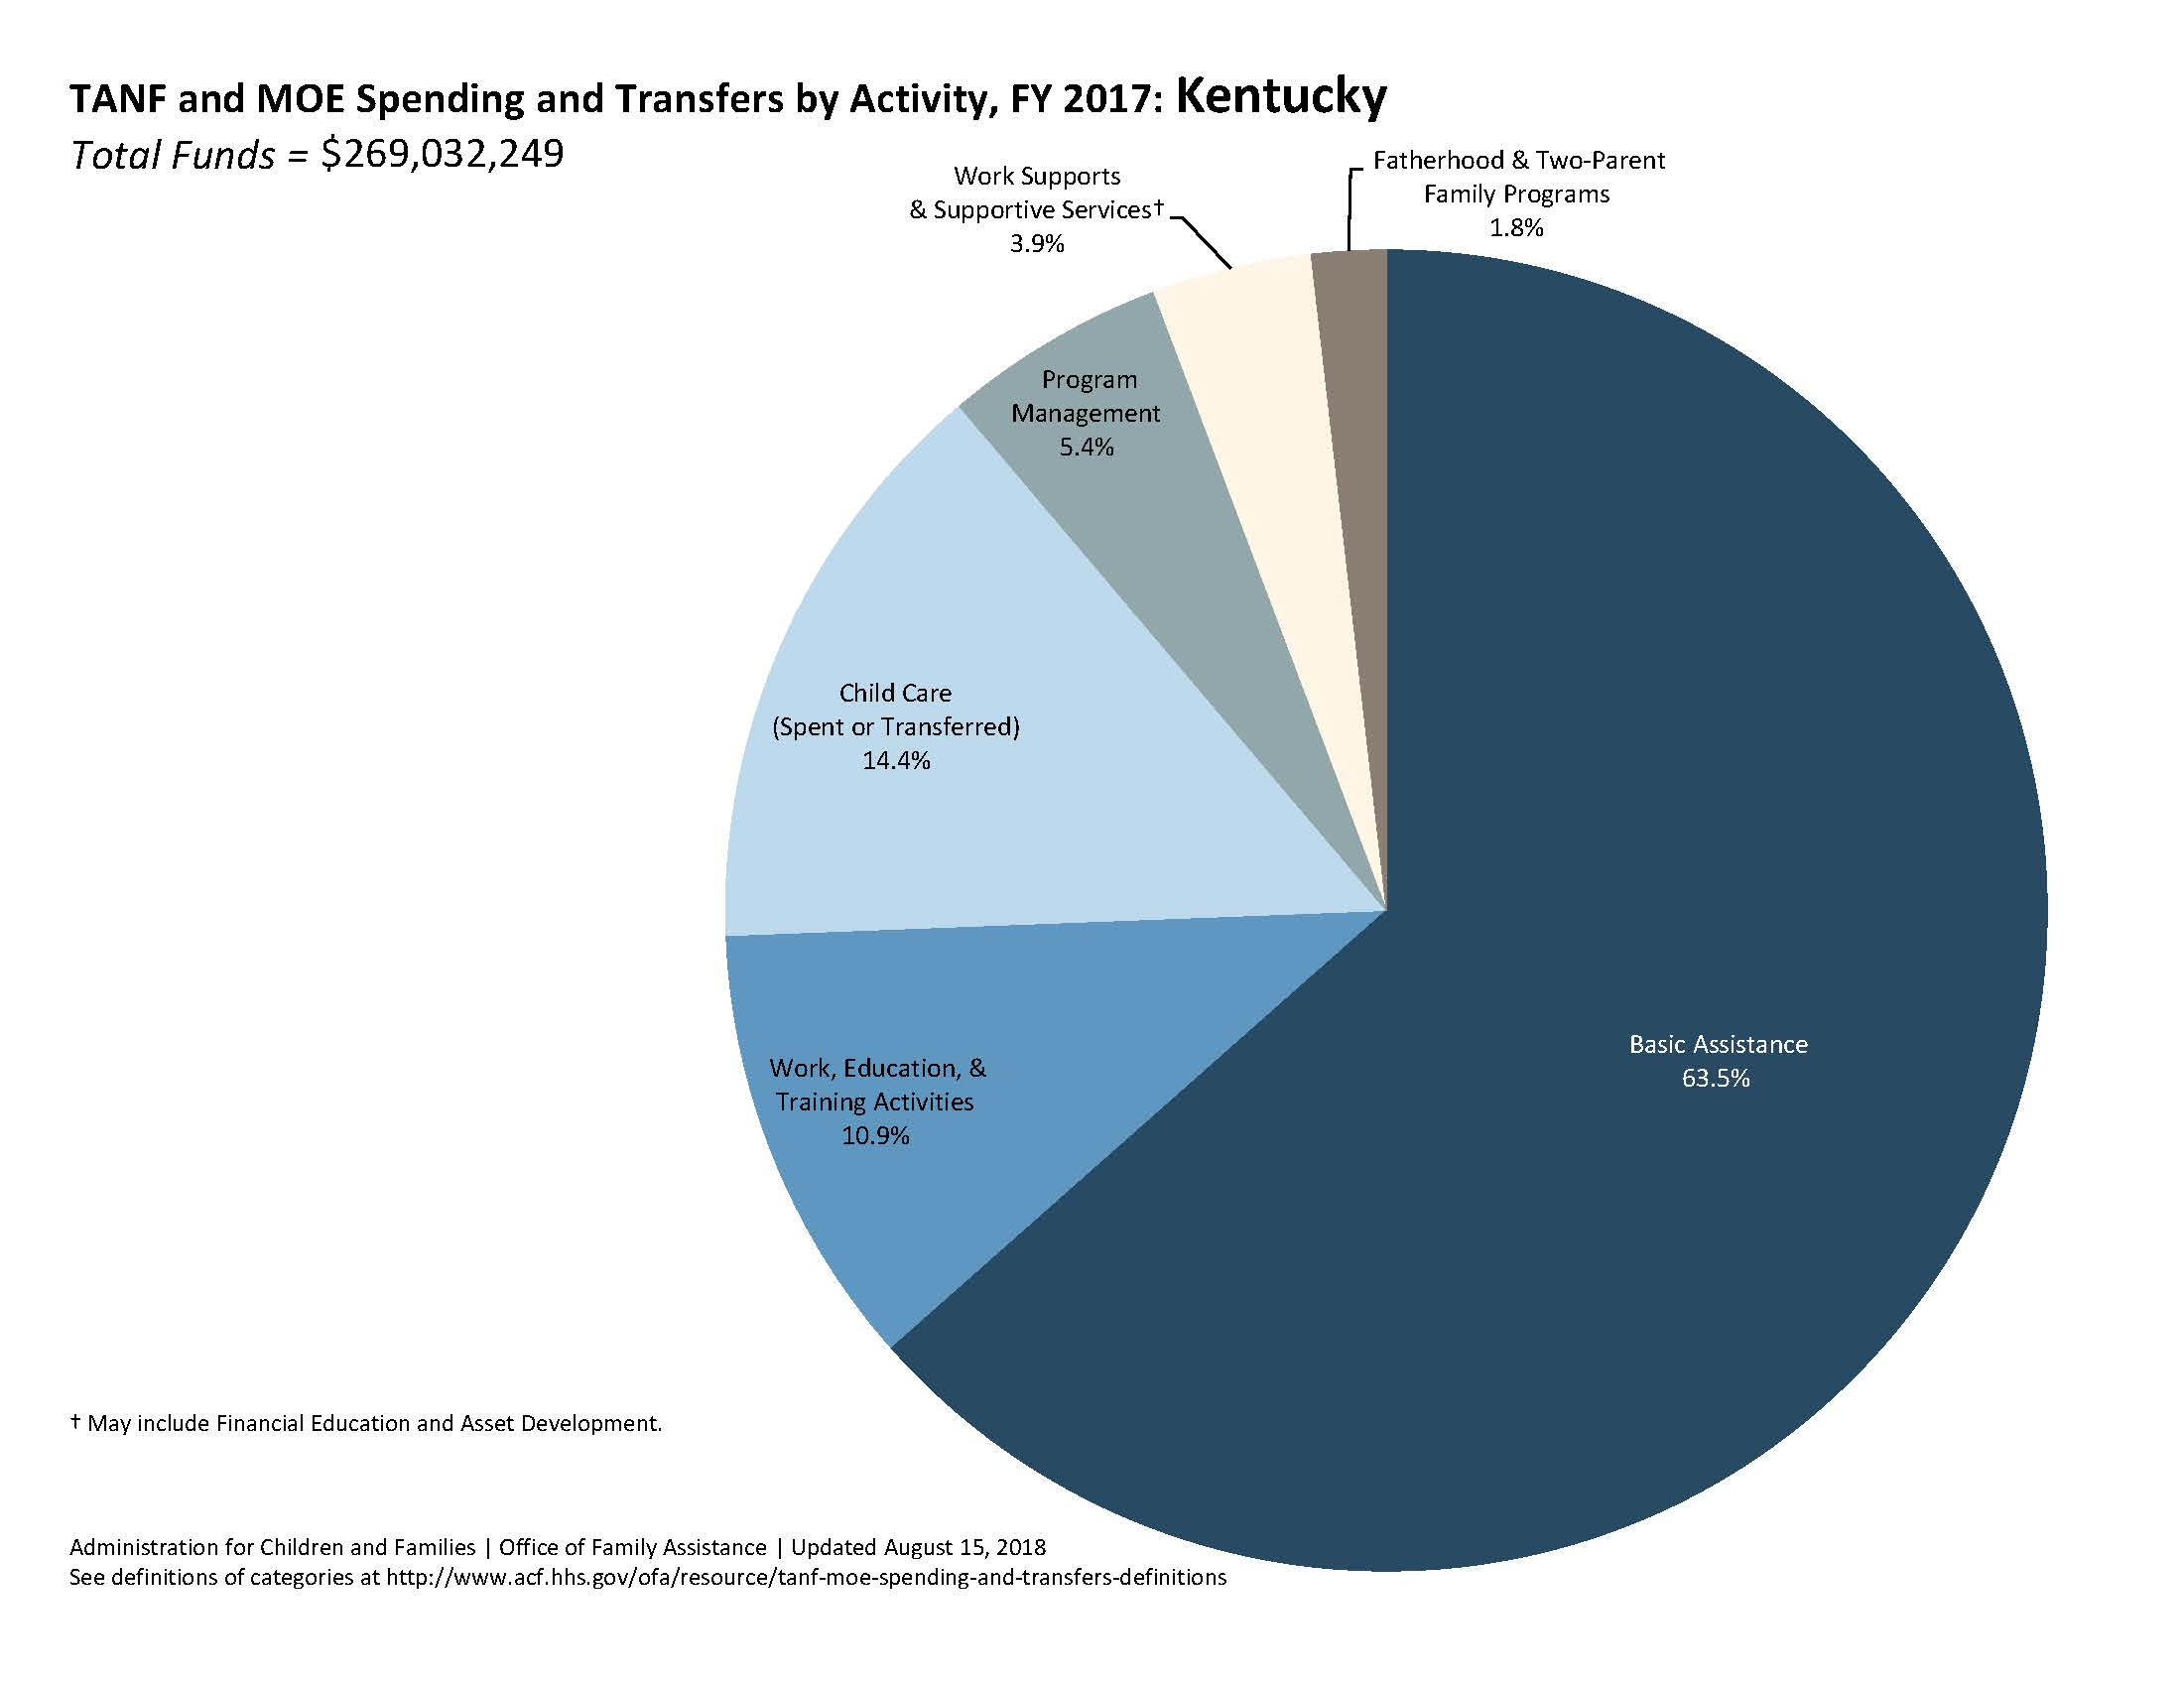 TANF and MOE Spending and Transfers by Activity, FY 2017: Kentucky
Total Funds = $269,032,249
Work Supports
& Supportive Services†
3.9%
Fatherhood & Two-Parent
Family Programs
1.8%
Program
Management
5.4%
Child Care
(Spent or Transferred)
14.4%
Basic Assistance
63.5%
Work, Education, &
Training Activities
10.9%
† May include Financial Education and Asset Development.
Administration for Children and Families | Office of Family Assistance | Updated August 15, 2018
See definitions of categories at http://www.acf.hhs.gov/ofa/resource/tanf-moe-spending-and-transfers-definitions